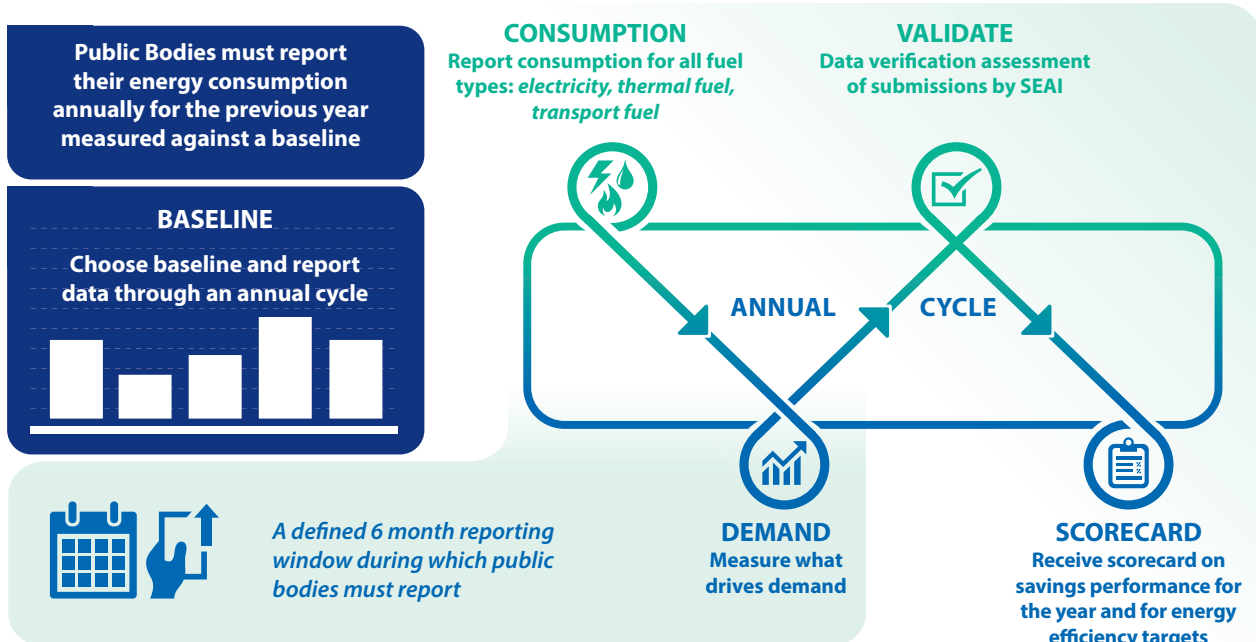 Public Bodies must report
their energy consumption
annually for the previous year
measured against a baseline
BASELINE
Choose baseline and report
data through an annual cycle
CONSUMPTION
Report consumption for all fuel
types: electricity, thermal fuel,
transport fuel
VALIDATE
Data verification assessment
of submissions by SEAI
ANNUAL CYCLE
DEMAND
Measure what
drives demand
SCORECARD
Receive scorecard on
savings performance for
the year and for energy
efficiency targets
A defined 6 month reporting
window during which public
bodies must report